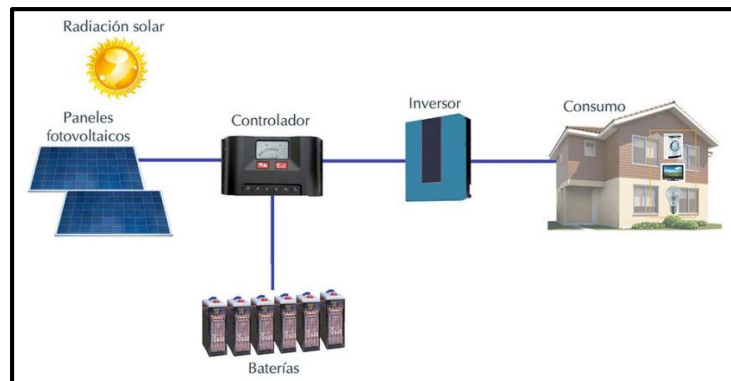 Radiación solar
Paneles
fotovoltaicos
Controlador
Inversor
Consumo
Baterías